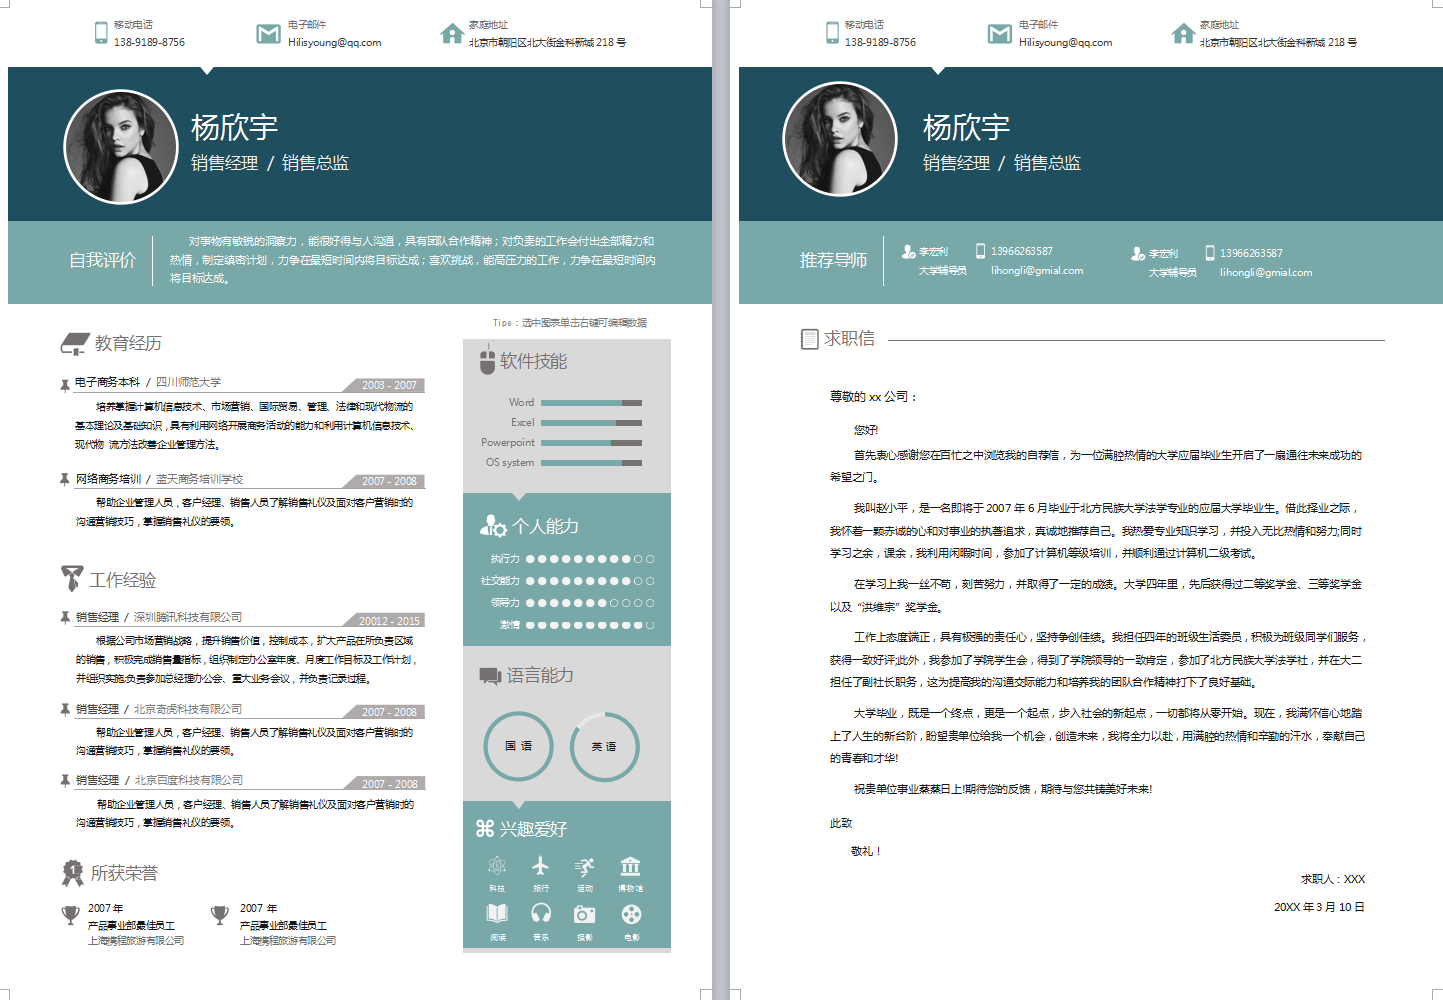 移动电话
138-9189-8756
电子邮件
Hilisyoung@qq.com
家庭地址
北京市朝阳区北大街金科新城 218 号
杨欣宇
销售经理 / 销售总监
自我评价
对事物有敏锐的洞察力，能很好得与人沟通，具有团队合作精神；对负责的工作会付出全部精力和
热情，制定缜密计划，力争在最短时间内将目标达成；喜欢挑战，能高压力的工作，力争在最短时间内
将目标达成。
教育经历
电子商务本科 / 四川师范大学
2003 - 2007
培养掌握计算机信息技术、市场营销、国际贸易、管理、法律和现代物流的
基本理论及基础知识，具有利用网络开展商务活动的能力和利用计算机信息技术、
现代物 流方法改善企业管理方法。
网络商务培训 / 蓝天商务培训学校
2007 - 2008
帮助企业管理人员，客户经理、销售人员了解销售礼仪及面对客户营销时的
沟通营销技巧，掌握销售礼仪的要领。
工作经验
销售经理 / 深圳腾讯科技有限公司
20012 - 2015
根据公司市场营销战略，提升销售价值，控制成本，扩大产品在所负责区域
的销售，积极完成销售量指标，组织制定办公室年度、月度工作目标及工作计划，
并组织实施;负责参加总经理办公会、重大业务会议，并负责记录过程。
销售经理 / 北京奇虎科技有限公司
2007 - 2008
帮助企业管理人员，客户经理、销售人员了解销售礼仪及面对客户营销时的
沟通营销技巧，掌握销售礼仪的要领。
销售经理 / 北京百度科技有限公司
2007 - 2008
帮助企业管理人员，客户经理、销售人员了解销售礼仪及面对客户营销时的
沟通营销技巧，掌握销售礼仪的要领。
所获荣誉
1
2007 年
产品事业部最佳员工
上海携程旅游有限公司
2007 年
产品事业部最佳员工
上海携程旅游有限公司
Tips：选中图表单击右键可编辑数据
软件技能
Word
Excel
Powerpoint
OS system
个人能力
执行力
社交能力
领导力
激情
语言能力
国 语
英 语
兴趣爱好
科技
旅行
运动
博物馆
阅读
音乐
摄影
电影
移动电话
138-9189-8756
电子邮件
Hilisyoung@qq.com
家庭地址
北京市朝阳区北大街金科新城 218 号
杨欣宇
销售经理 / 销售总监
推荐导师
李宏利
大学辅导员
13966263587
lihongli@gmial.com
李宏利
大学辅导员
13966263587
lihongli@gmial.com
求职信
尊敬的 xx 公司：
您好!
首先衷心感谢您在百忙之中浏览我的自荐信，为一位满腔热情的大学应届毕业生开启了一扇通往未来成功的
希望之门。
我叫赵小平，是一名即将于 2007 年 6 月毕业于北方民族大学法学专业的应届大学毕业生。借此择业之际，
我怀着一颗赤诚的心和对事业的执著追求，真诚地推荐自己。我热爱专业知识学习，并投入无比热情和努力;同时
学习之余，课余，我利用闲暇时间，参加了计算机等级培训，并顺利通过计算机二级考试。
在学习上我一丝不苟，刻苦努力，并取得了一定的成绩。大学四年里，先后获得过二等奖学金、三等奖学金
以及“洪维宗”奖学金。
工作上态度端正，具有极强的责任心，坚持争创佳绩。我担任四年的班级生活委员，积极为班级同学们服务，
获得一致好评;此外，我参加了学院学生会，得到了学院领导的一致肯定，参加了北方民族大学法学社，并在大二
担任了副社长职务，这为提高我的沟通交际能力和培养我的团队合作精神打下了良好基础。
大学毕业，既是一个终点，更是一个起点，步入社会的新起点，一切都将从零开始。现在，我满怀信心地踏
上了人生的新台阶，盼望贵单位给我一个机会，创造未来，我将全力以赴，用满腔的热情和辛勤的汗水，奉献自己
的青春和才华!
祝贵单位事业蒸蒸日上!期待您的反馈，期待与您共铸美好未来!
此致
敬礼！
求职人：XXX
20XX 年 3 月 10 日